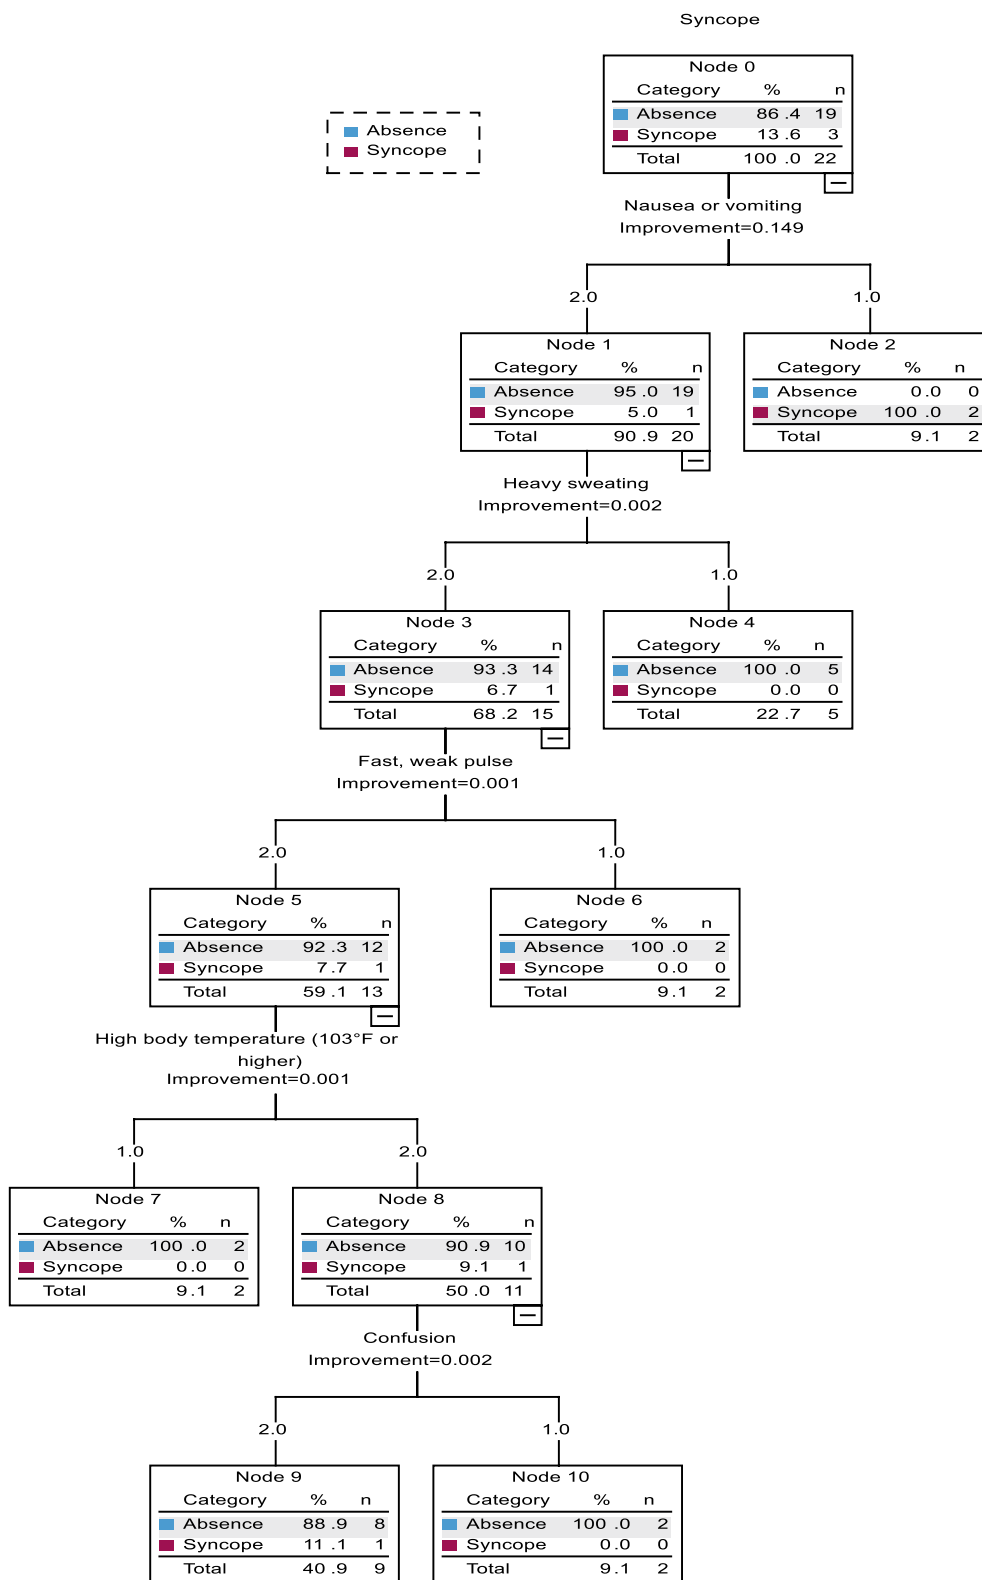 Syncope
Node 0
Category % n
Absence 86.4 19
Syncope 13.6 3
Total 100.0 22
Absence
Syncope
Nausea or vomiting
Improvement=0.149
2.0 1.0
Node 1
Category % n
Absence 95.0 19
Syncope 5.0 1
Total 90.9 20
Node 2
Category % n
Absence 0.0 0
Syncope 100.0 2
Total 9.1 2
Heavy sweating
Improvement=0.002
2.0 1.0
Node 3
Category % n
Absence 93.3 14
Syncope 6.7 1
Total 68.2 15
Node 4
Category % n
Absence 100.0 5
Syncope 0.0 0
Total 22.7 5
Fast, weak pulse
Improvement=0.001
2.0 1.0
Node 5
Category % n
Absence 92.3 12
Syncope 7.7 1
Total 59.1 13
Node 6
Category % n
Absence 100.0 2
Syncope 0.0 0
Total 9.1 2
High body temperature (103°F or
higher)
Improvement=0.001
1.0 2.0
Node 7
Category % n
Absence 100.0 2
Syncope 0.0 0
Total 9.1 2
Node 8
Category % n
Absence 90.9 10
Syncope 9.1 1
Total 50.0 11
Confusion
Improvement=0.002
2.0 1.0
Node 9
Category % n
Absence 88.9 8
Syncope 11.1 1
Total 40.9 9
Node 10
Category % n
Absence 100.0 2
Syncope 0.0 0
Total 9.1 2